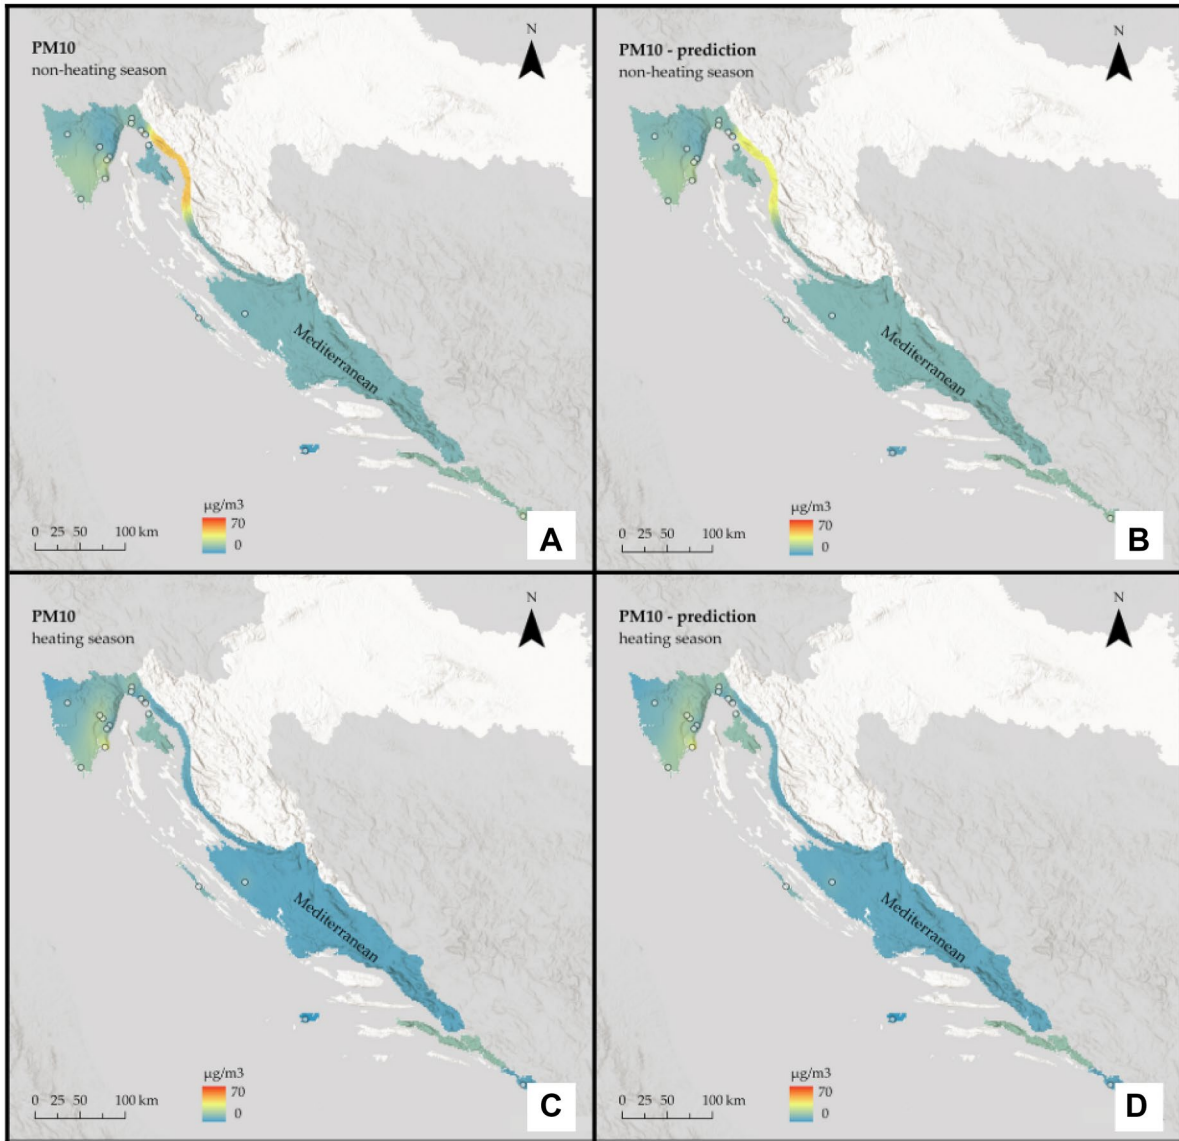 PM10
non-heating season
N
Mediterranean
µg/m3
70
0
0 25 50 100 km
A
PM10 - prediction
non-heating season
N
Mediterranean
µg/m3
70
0
0 25 50 100 km
B
PM10
heating season
N
Mediterranean
µg/m3
70
0
0 25 50 100 km
C
PM10 - prediction
heating season
N
Mediterranean
µg/m3
70
0
0 25 50 100 km
D